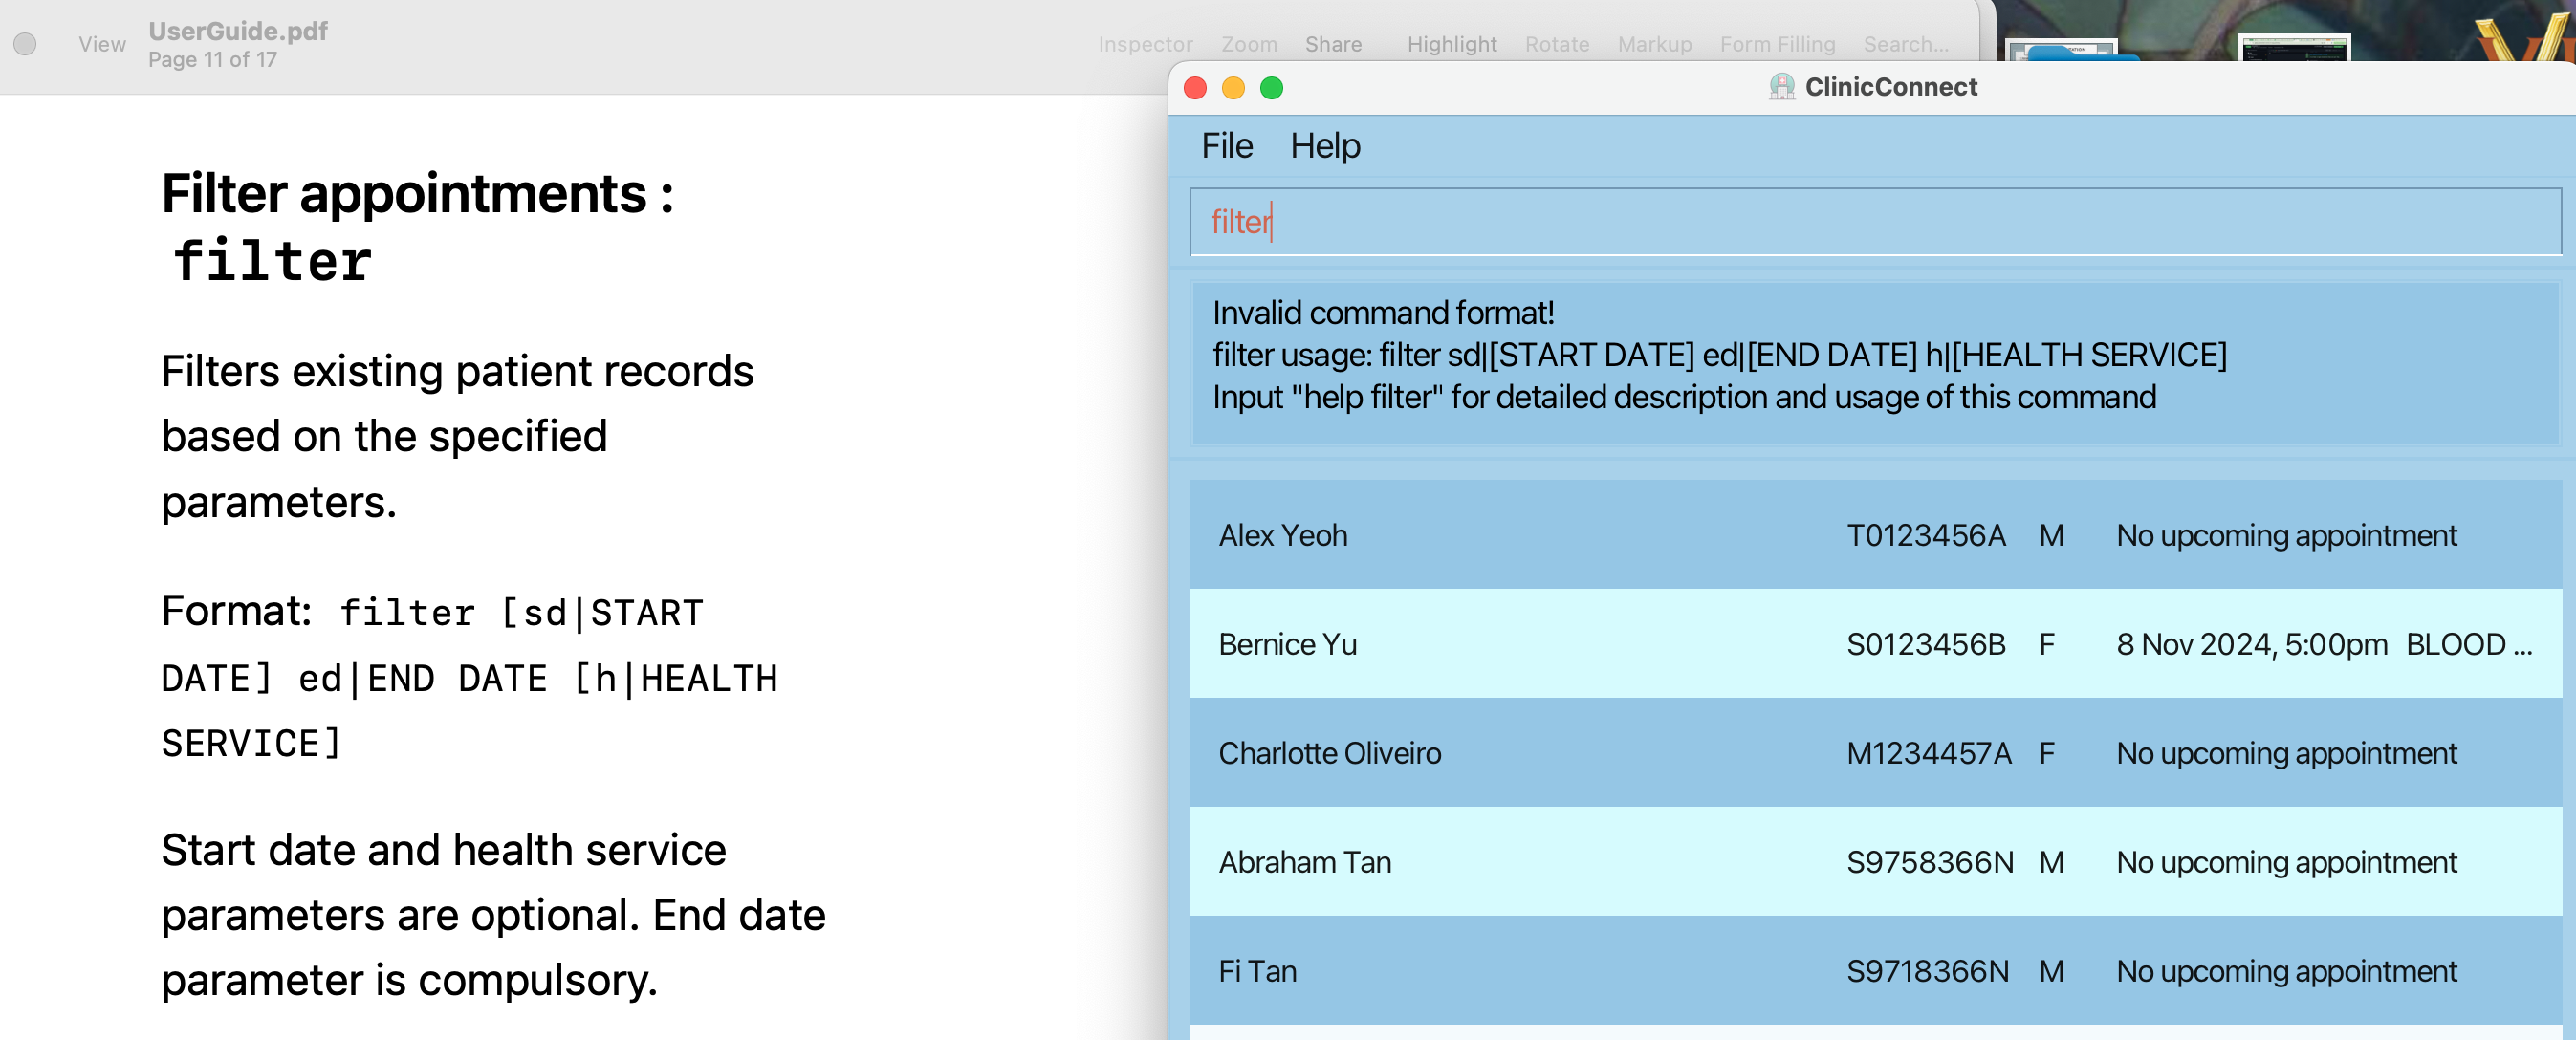 View
UserGuide.pdf
Page 11 of 17
Inspector Zoom Share Highlight Rotate Markup Form Filling Search...
Filter appointments :
filter
Filters existing patient records
based on the specified
parameters.
Format: filter [sd|START
DATE] ed|END DATE [h|HEALTH
SERVICE]
Start date and health service
parameters are optional. End date
parameter is compulsory.
ClinicConnect
File Help
filter
Invalid command format!
filter usage: filter sd|[START DATE] ed|[END DATE] h|[HEALTH SERVICE]
Input "help filter" for detailed description and usage of this command
Alex Yeoh T0123456A M No upcoming appointment
Bernice Yu S0123456B F 8 Nov 2024, 5:00pm BLOOD ...
Charlotte Oliveiro M1234457A F No upcoming appointment
Abraham Tan S9758366N M No upcoming appointment
Fi Tan S9718366N M No upcoming appointment